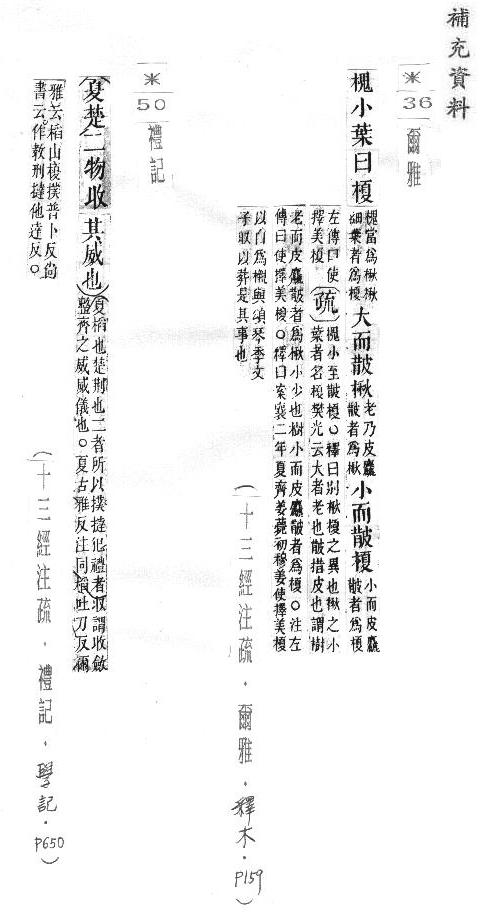 補充資料
※
36
爾雅
槐小葉曰榎 槐當為楸楸
細葉者為榎 大而皵楸 老乃皮麤
皵者為楸 小而皵榎 小而皮麤
皵者為榎
左傳曰使
擇美榎 疏 槐小至皵榎○釋曰別楸榎之異也楸之小
葉者名榎樊光云大者老也皵措皮也謂樹
老而皮麤皵者為楸小少也樹小而皮麤皵者為榎○注左
傳曰使擇美榎○釋曰案襄二年夏齊姜薨初穆姜使擇美榎
以自為櫬與頌琴季文
子取以葬是其事也
（十三經注疏．爾雅．釋木．P159）
※
50
禮記
夏楚二物收其威也 夏榎也楚荊也二者所以撲撻犯禮者收謂收斂
整齊之威威儀也○夏古雅反注同榎吐刀反爾
雅云榎山榎撲普卜反尚
書云作敎刑撻他達反○
（十三經注疏．禮記．學記．P650）